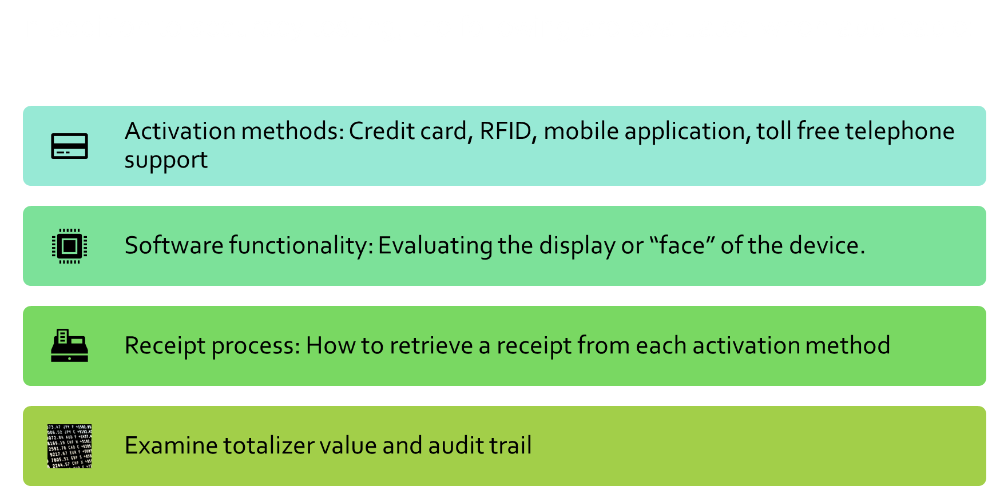 Activation methods: Credit card, RFID, mobile application, toll free telephone
support
Software functionality: Evaluating the display or “face” of the device.
Receipt process: How to retrieve a receipt from each activation method
Examine totalizer value and audit trail